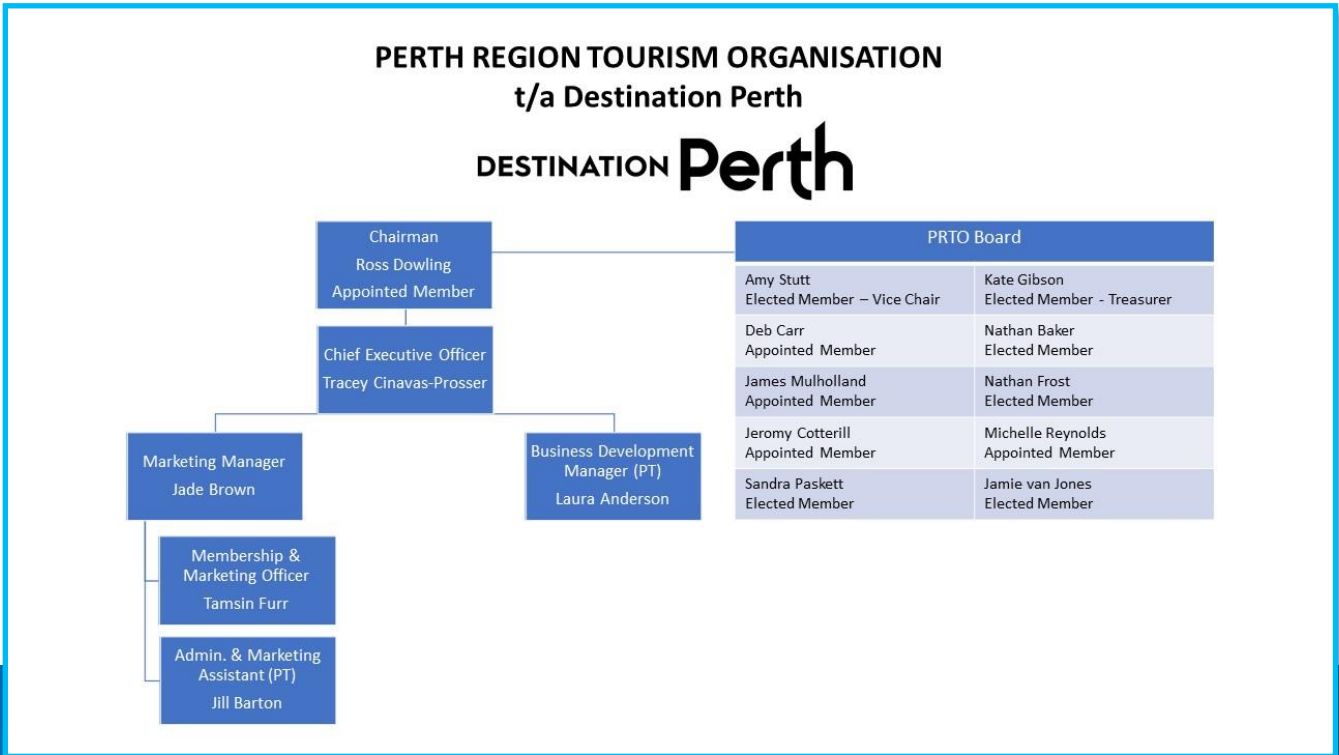 PERTH REGION TOURISM ORGANISATION
t/a Destination Perth
DESTINATION Perth
Chairman
Ross Dowling
Appointed Member
Chief Executive Officer
Tracey Cinavas-Prosser
Marketing Manager
Jade Brown
Business Development
Manager (PT)
Laura Anderson
Membership &
Marketing Officer
Tamsin Furr
Admin. & Marketing
Assistant (PT)
Jill Barton
PRTO Board
Amy Stutt
Elected Member – Vice Chair
Kate Gibson
Elected Member - Treasurer
Deb Carr
Appointed Member
Nathan Baker
Elected Member
James Mulholland
Appointed Member
Nathan Frost
Elected Member
Jeromy Cotterill
Appointed Member
Michelle Reynolds
Appointed Member
Sandra Paskett
Elected Member
Jamie van Jones
Elected Member